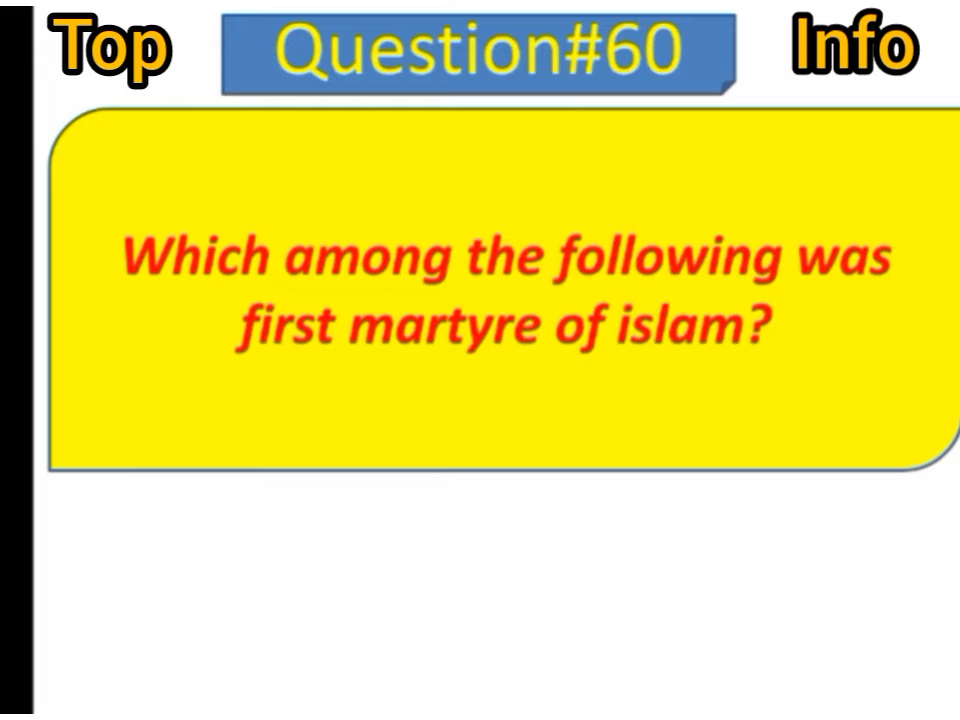 Top Question#60 Info
Which among the following was
first martyre of islam?